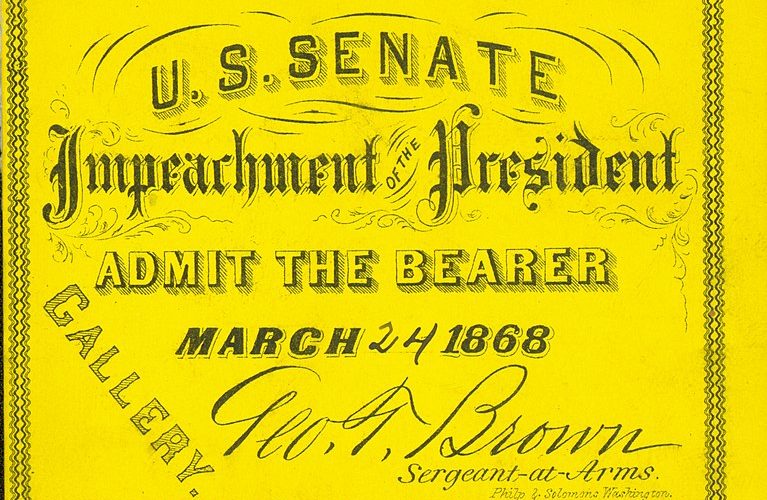 U.S. SENATE
Impeachment OF THE President
ADMIT THE BEARER
MARCH 24 1868
GALLERY.
Geo. T. Brown
Sergeant-at-Arms.
Philp & Solomons Washington.